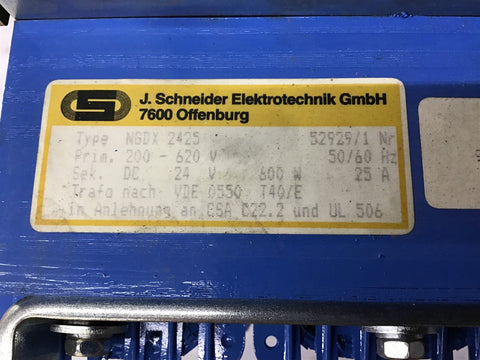 J. Schneider Elektrotechnik GmbH
7600 Offenburg
Type NGDX 2425 52929/1 Nr
Prim. 200 - 620 V 50/60 Hz
Sek. DC 24 V 600 W 25 A
Trafo nach VDE 0550 T40/E
in Anlehnung an CSA C22.2 und UL 506